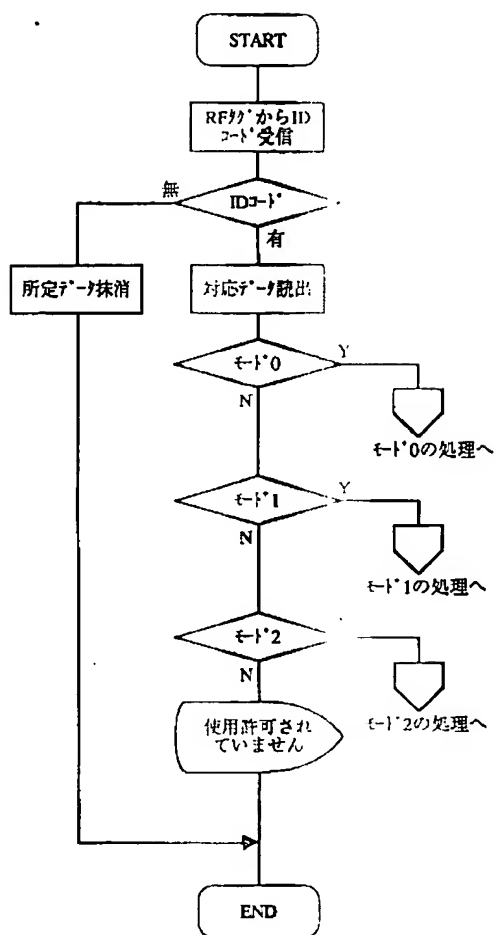 START
RFﾀｸﾞからID
ｺｰﾄﾞ受信
無
IDｺｰﾄﾞ
有
所定ﾃﾞｰﾀ抹消
対応ﾃﾞｰﾀ読出
ﾓｰﾄﾞ0
Y
N
ﾓｰﾄﾞ0の処理へ
ﾓｰﾄﾞ1
Y
N
ﾓｰﾄﾞ1の処理へ
ﾓｰﾄﾞ2
N
ﾓｰﾄﾞ2の処理へ
使用許可され
ていません
END